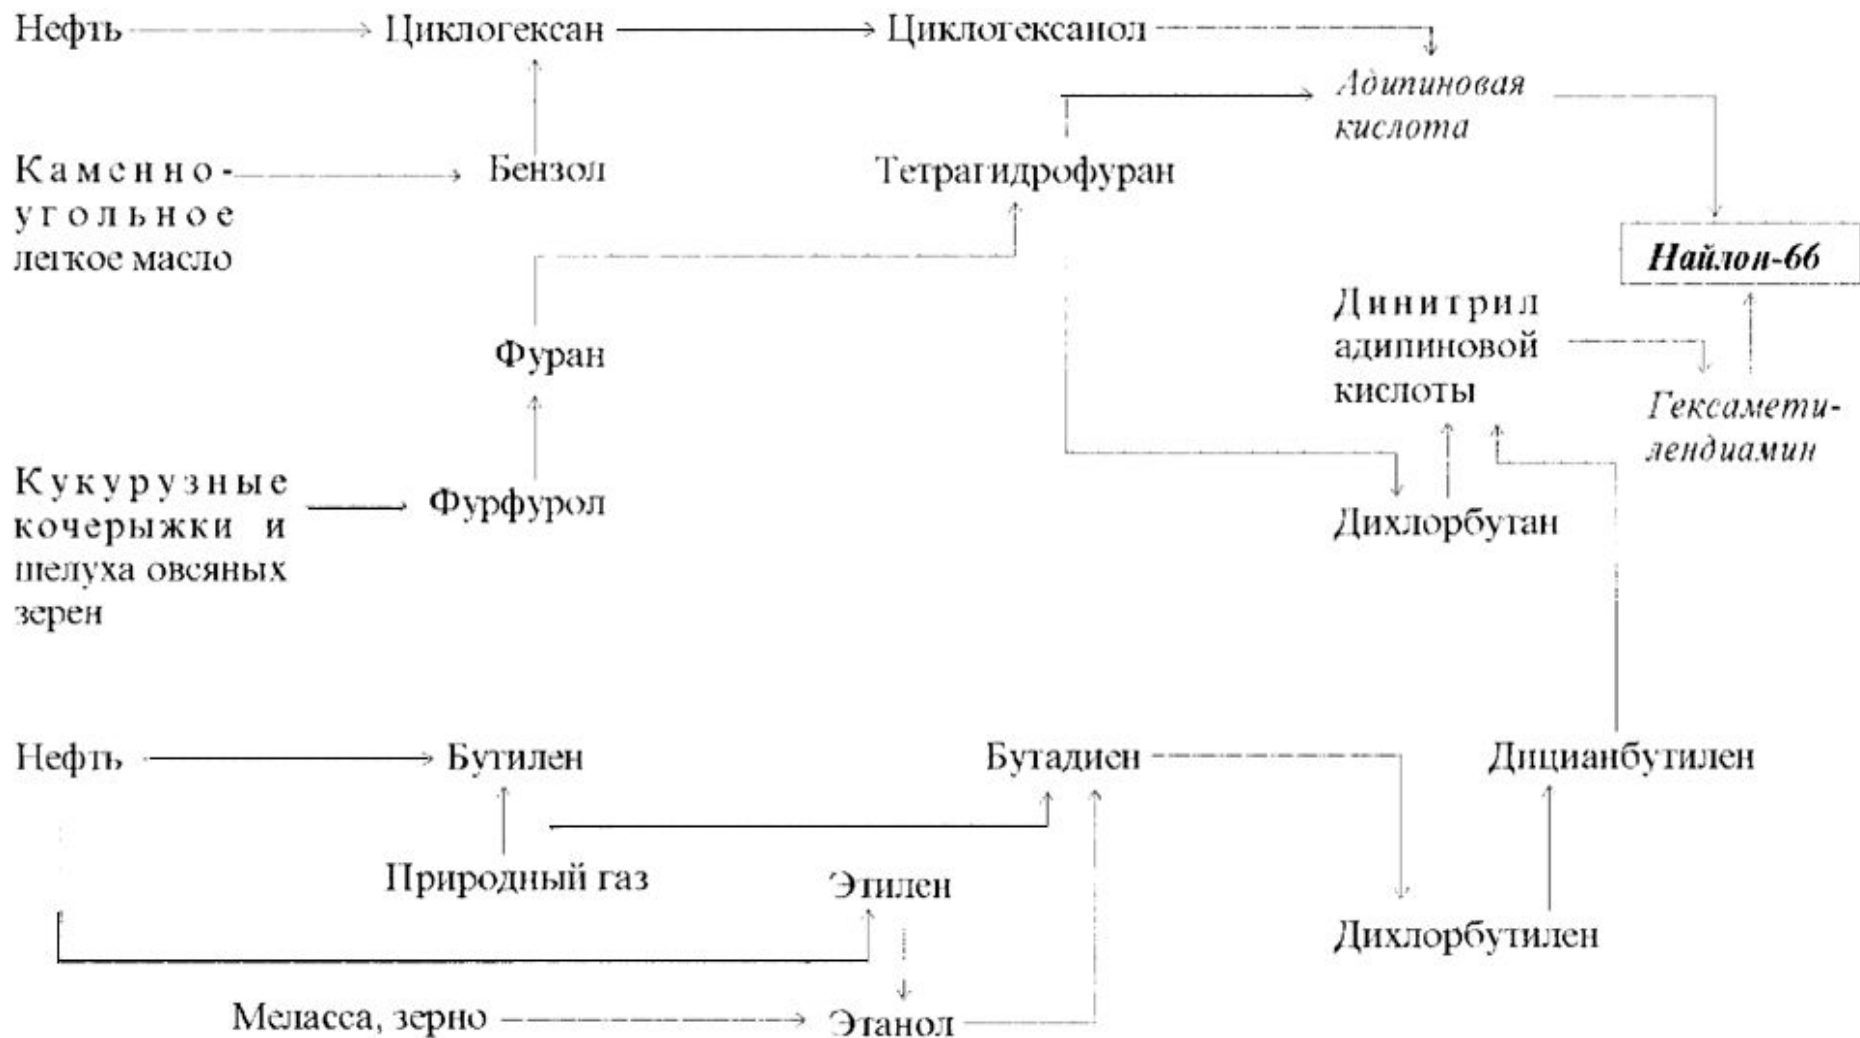 Нефть
Циклогексан
Циклогексанол
Адипиновая
кислота
Каменно-
угольное
легкое масло
Бензол
Тетрагидрофуран
Найлон-66
Динитрил
адипиновой
кислоты
Фуран
Гексамети-
лендиамин
Кукурузные
кочерыжки и
шелуха овсяных
зерен
Фурфурол
Дихлорбутан
Нефть
Бутилен
Бутадиен
Дицианбутилен
Природный газ
Этилен
Дихлорбутилен
Меласса, зерно
Этанол